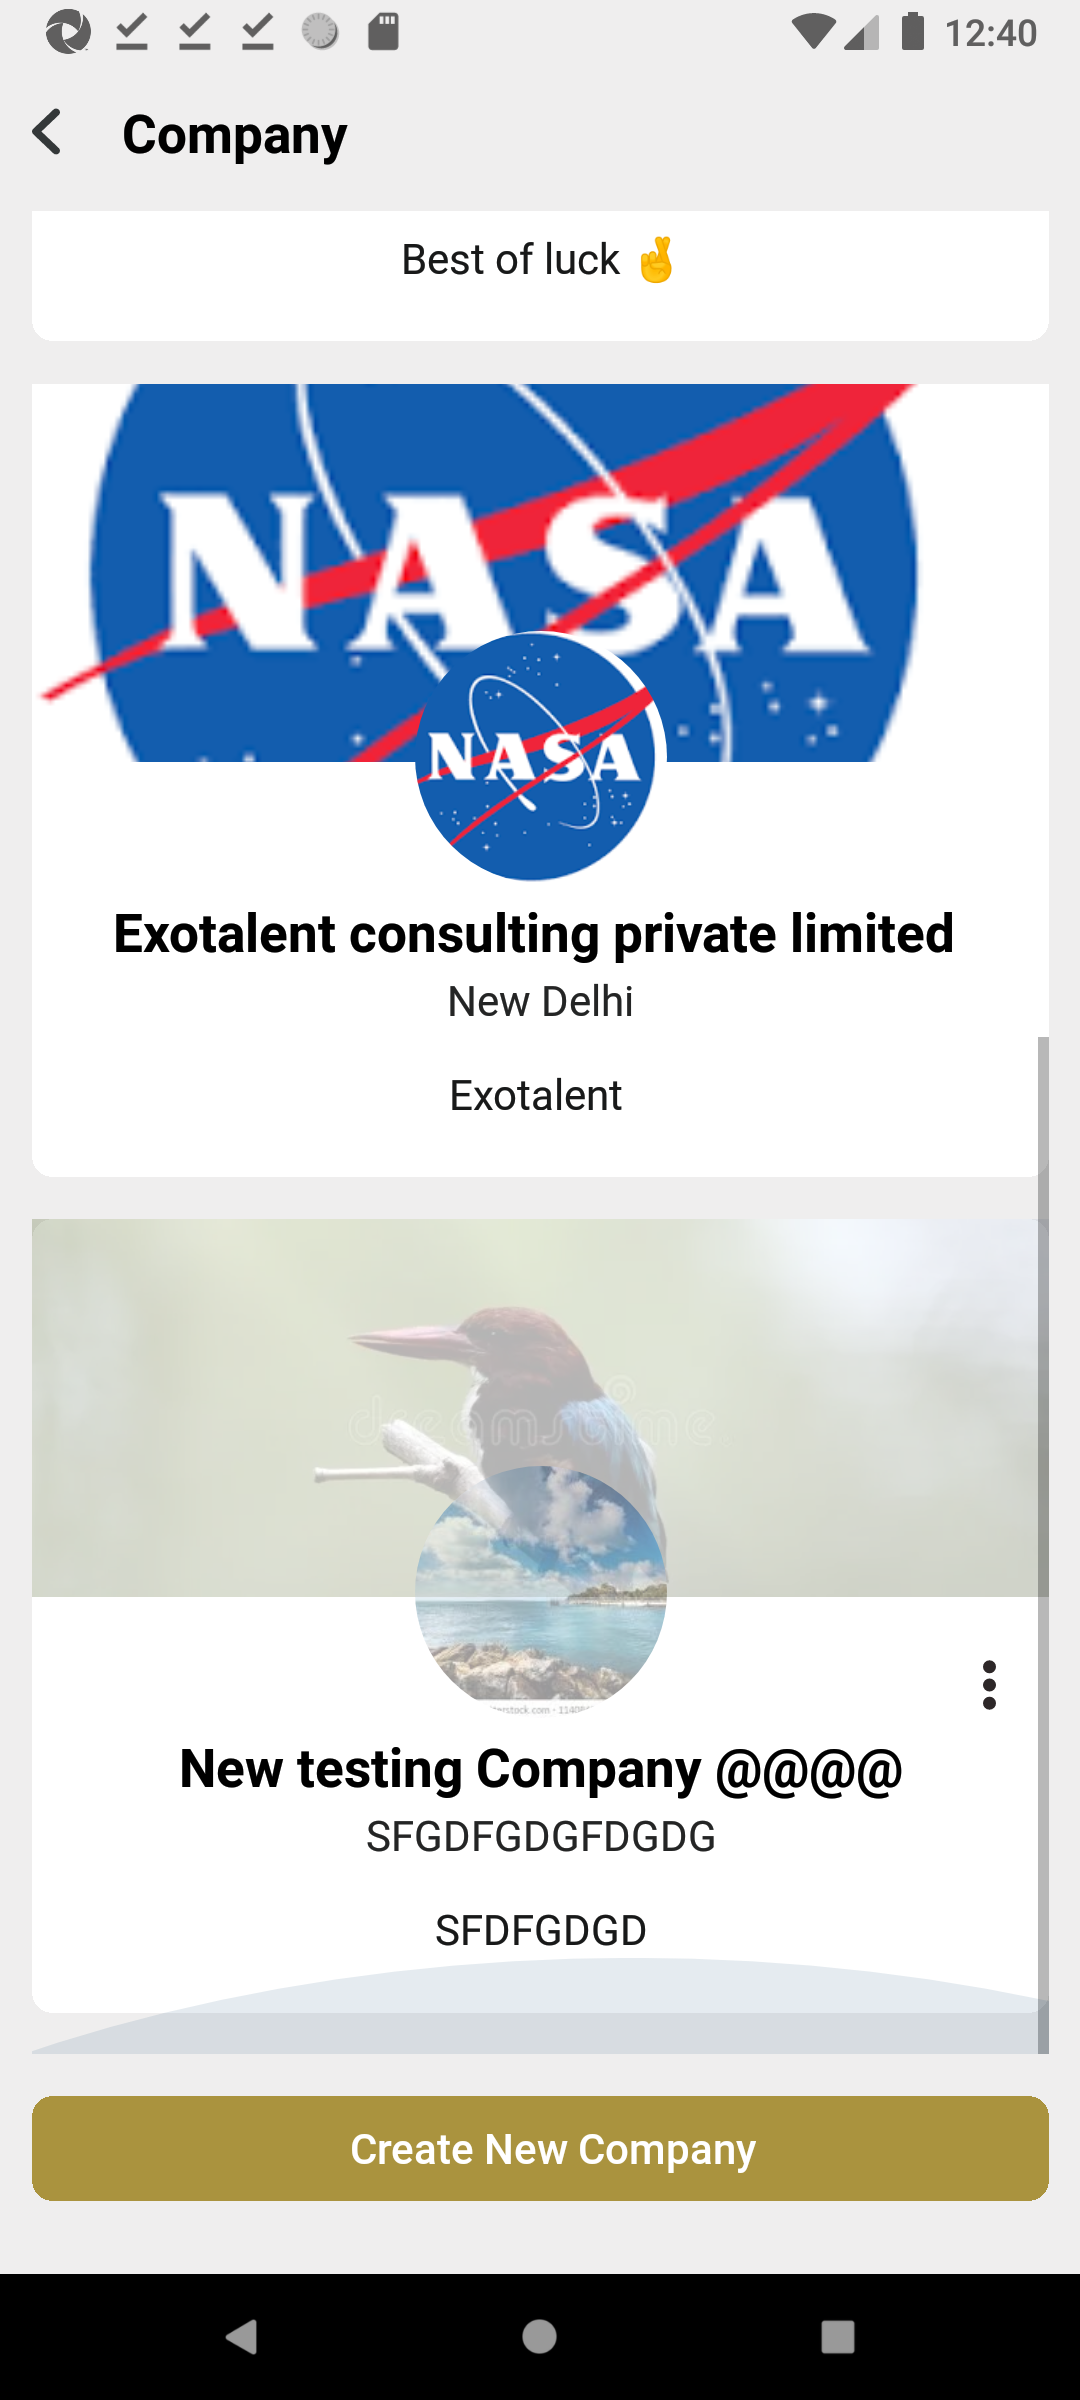 12:40
Company
Best of luck 🤞
NASA
NASA
Exotalent consulting private limited
New Delhi
Exotalent
dreamstime
New testing Company @@@@
SFGDFGDGFDGDG
SFDFGDGD
Create New Company